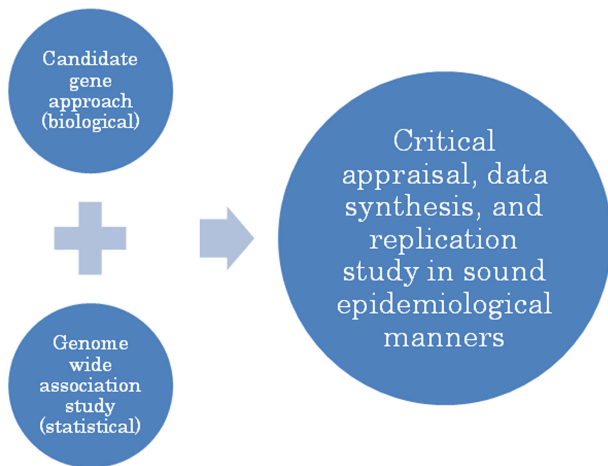 Candidate
gene
approach
(biological)
Genome
wide
association
study
(statistical)
Critical
appraisal, data
synthesis, and
replication
study in sound
epidemiological
manners